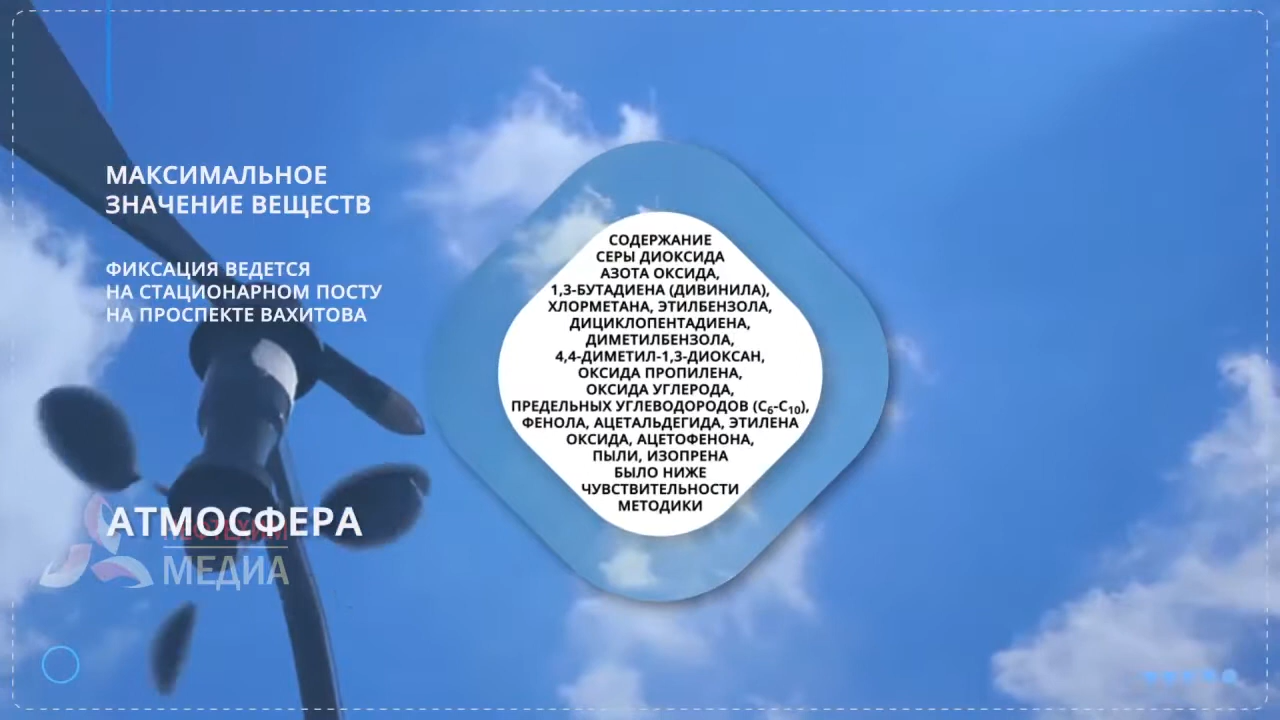 МАКСИМАЛЬНОЕ
ЗНАЧЕНИЕ ВЕЩЕСТВ
ФИКСАЦИЯ ВЕДЕТСЯ
НА СТАЦИОНАРНОМ ПОСТУ
НА ПРОСПЕКТЕ ВАХИТОВА
СОДЕРЖАНИЕ
СЕРЫ ДИОКСИДА
АЗОТА ОКСИДА,
1,3-БУТАДИЕНА (ДИВИНИЛА),
ХЛОРМЕТАНА, ЭТИЛБЕНЗОЛА,
ДИЦИКЛОПЕНТАДИЕНА,
ДИМЕТИЛБЕНЗОЛА,
4,4-ДИМЕТИЛ-1,3-ДИОКСАН,
ОКСИДА ПРОПИЛЕНА,
ОКСИДА УГЛЕРОДА,
ПРЕДЕЛЬНЫХ УГЛЕВОДОРОДОВ (C₆-C₁₀),
ФЕНОЛА, АЦЕТАЛЬДЕГИДА, ЭТИЛЕНА
ОКСИДА, АЦЕТОФЕНОНА,
ПЫЛИ, ИЗОПРЕНА
БЫЛО НИЖЕ
ЧУВСТВИТЕЛЬНОСТИ
МЕТОДИКИ
АТМОСФЕРА
НЕФТЕХИМ
МЕДИА